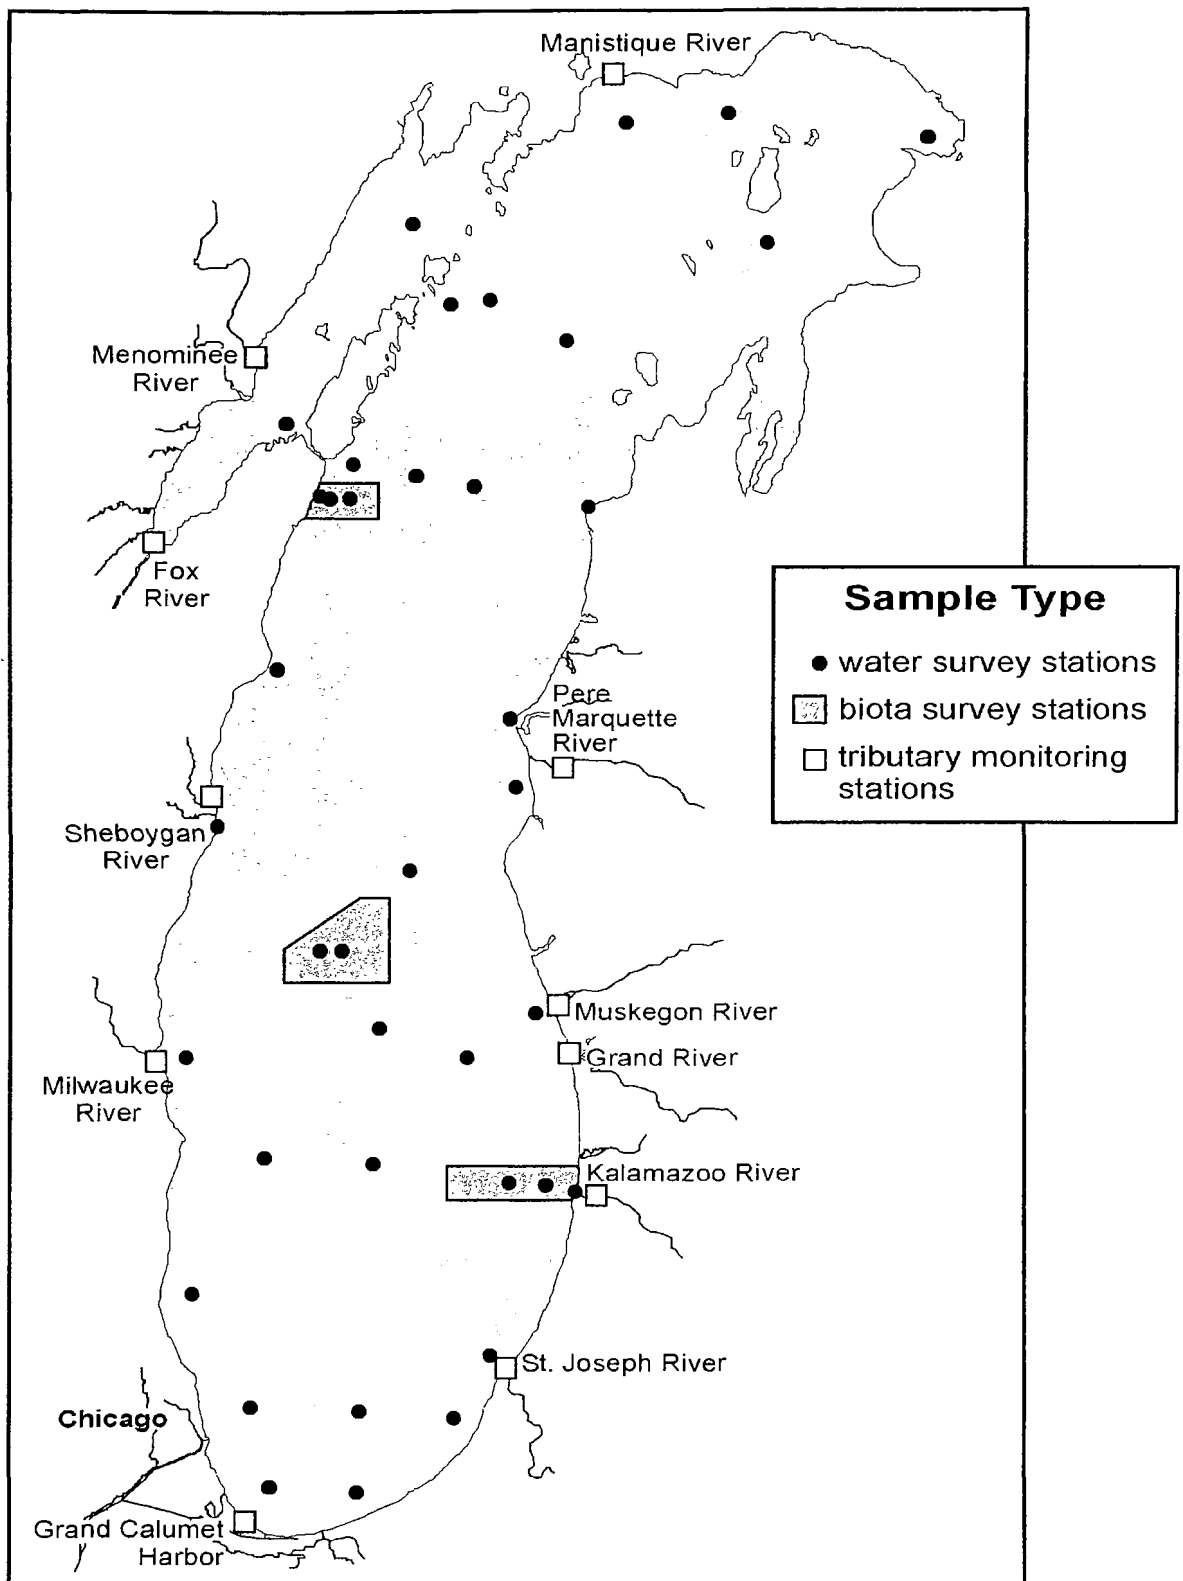 Manistique River
Menominee
River
Fox
River
Sample Type
water survey stations
biota survey stations
tributary monitoring
stations
Pere
Marquette
River
Sheboygan
River
Muskegon River
Grand River
Milwaukee
River
Kalamazoo River
St. Joseph River
Chicago
Grand Calumet
Harbor